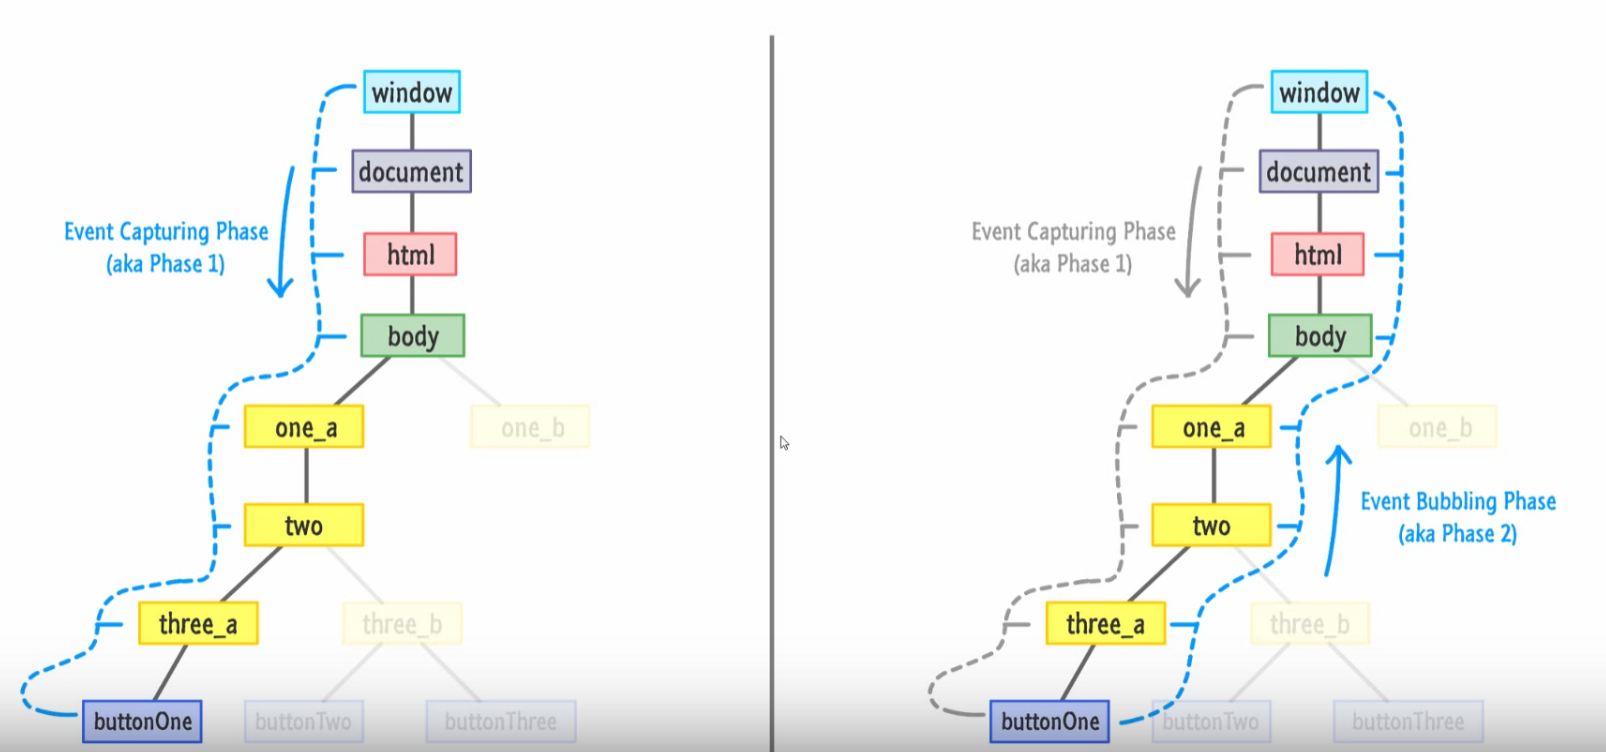 window
document
Event Capturing Phase
(aka Phase 1)
html
body
one_a
one_b
two
three_a
three_b
buttonOne
buttonTwo
buttonThree
window
document
Event Capturing Phase
(aka Phase 1)
html
body
one_a
one_b
Event Bubbling Phase
(aka Phase 2)
two
three_a
three_b
buttonOne
buttonTwo
buttonThree